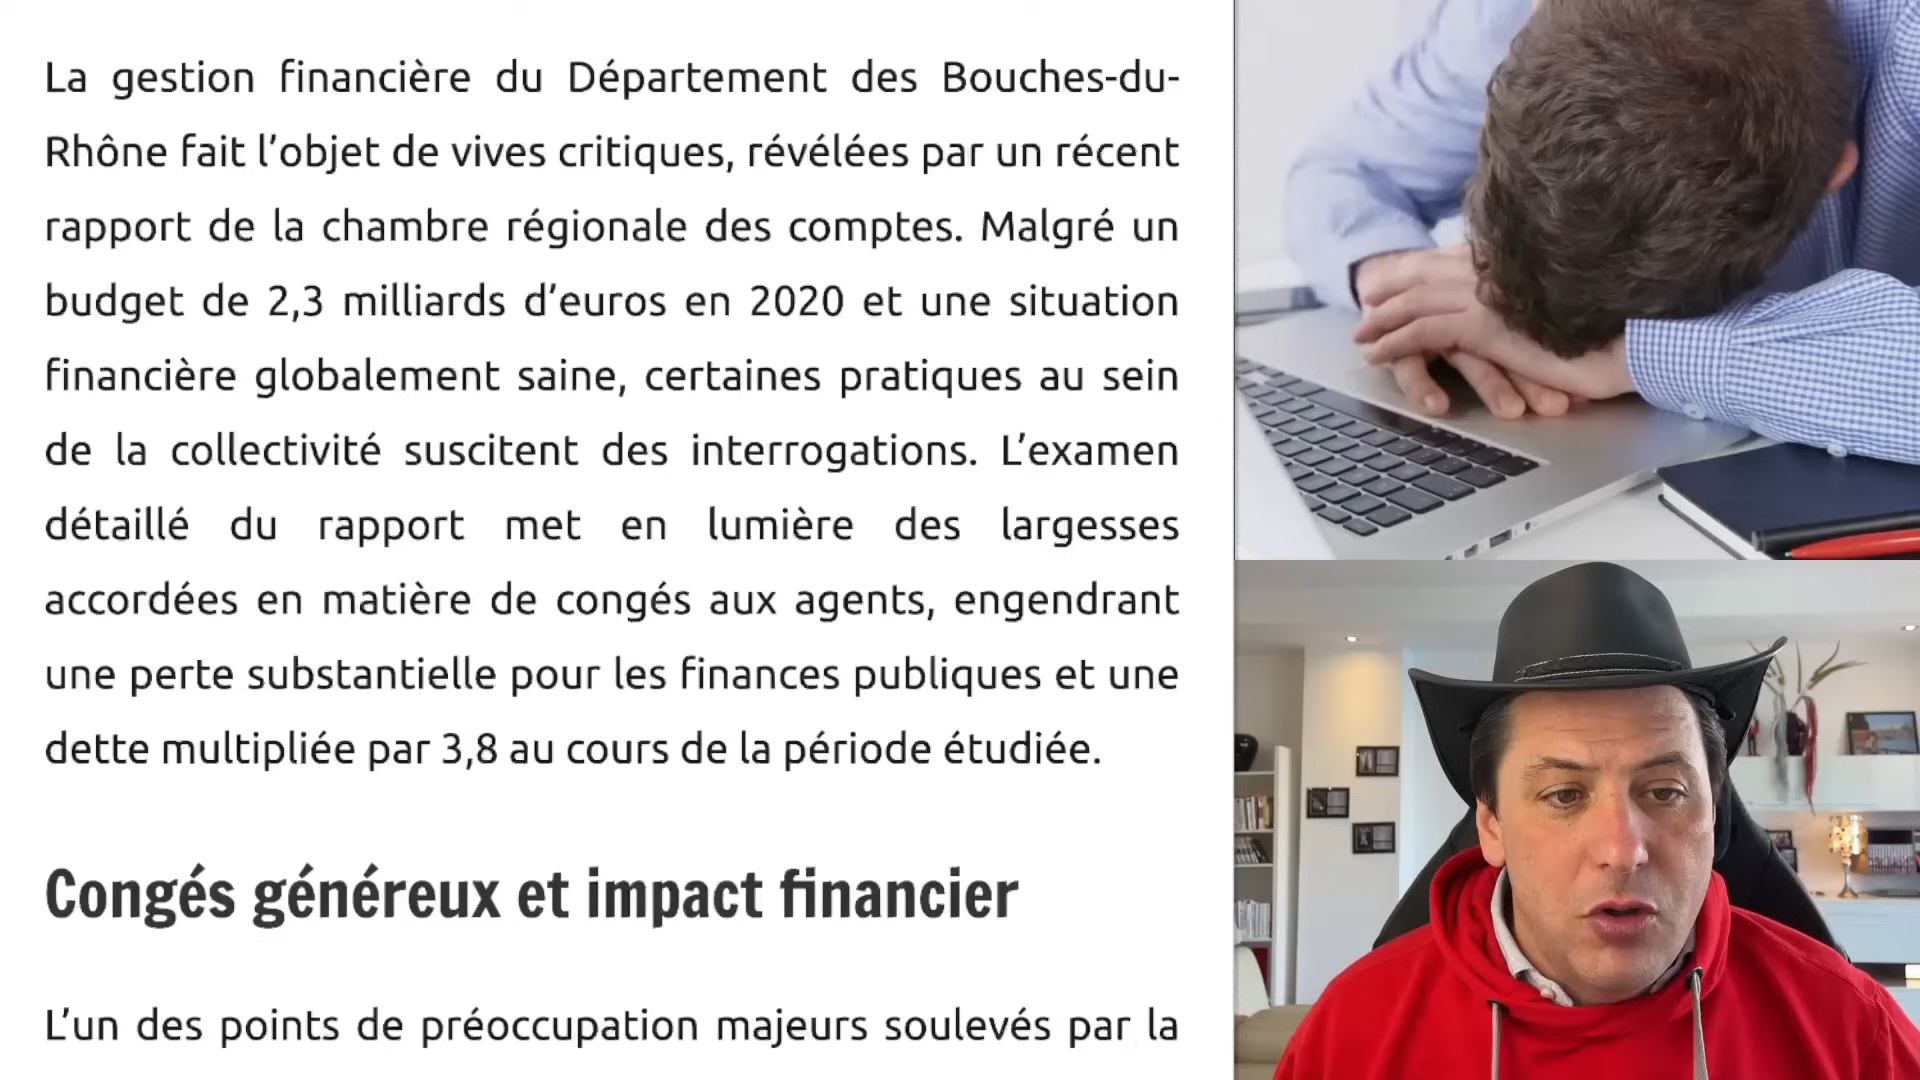 La gestion financière du Département des Bouches-du-
Rhône fait l’objet de vives critiques, révélées par un récent
rapport de la chambre régionale des comptes. Malgré un
budget de 2,3 milliards d’euros en 2020 et une situation
financière globalement saine, certaines pratiques au sein
de la collectivité suscitent des interrogations. L’examen
détaillé du rapport met en lumière des largesses
accordées en matière de congés aux agents, engendrant
une perte substantielle pour les finances publiques et une
dette multipliée par 3,8 au cours de la période étudiée.
Congés généreux et impact financier
L’un des points de préoccupation majeurs soulevés par la